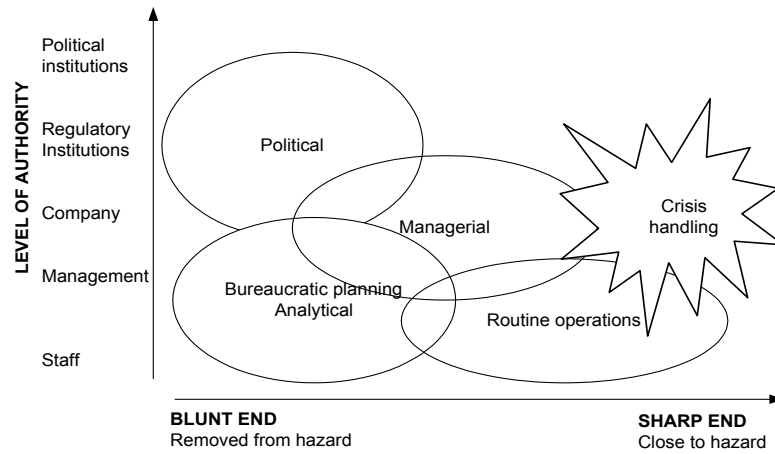 Political
institutions
LEVEL OF AUTHORITY
Regulatory
Institutions
Political
Company
Managerial
Crisis
handling
Management
Bureaucratic planning
Analytical
Routine operations
Staff
BLUNT END
Removed from hazard
SHARP END
Close to hazard